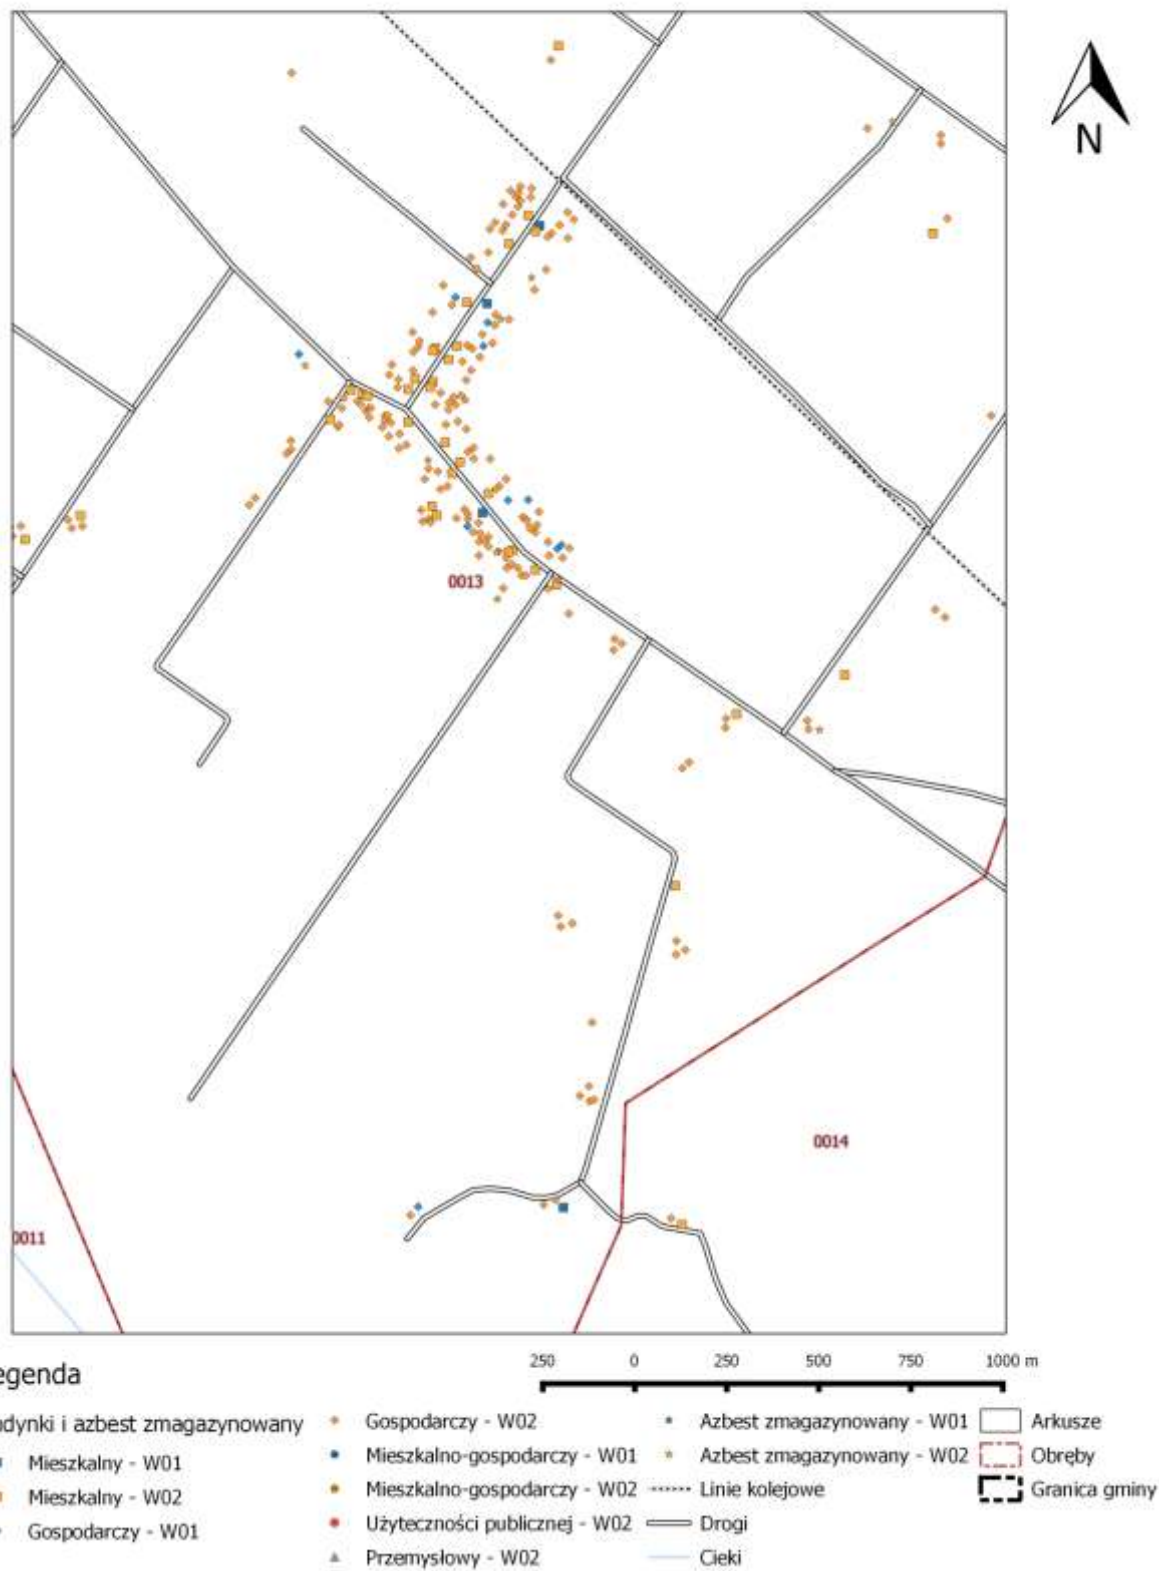 N
0013
0014
0011
egenda
250 0 250 500 750 1000 m
dynki i azbest zmagazynowany
Mieszkalny - W01
Mieszkalny - W02
Gospodarczy - W01
Gospodarczy - W02
Mieszkalno-gospodarczy - W01
Mieszkalno-gospodarczy - W02
Użyteczności publicznej - W02
Przemysłowy - W02
Azbest zmagazynowany - W01
Azbest zmagazynowany - W02
Linie kolejowe
Drogi
Cieki
Arkusze
Obręby
Granica gminy